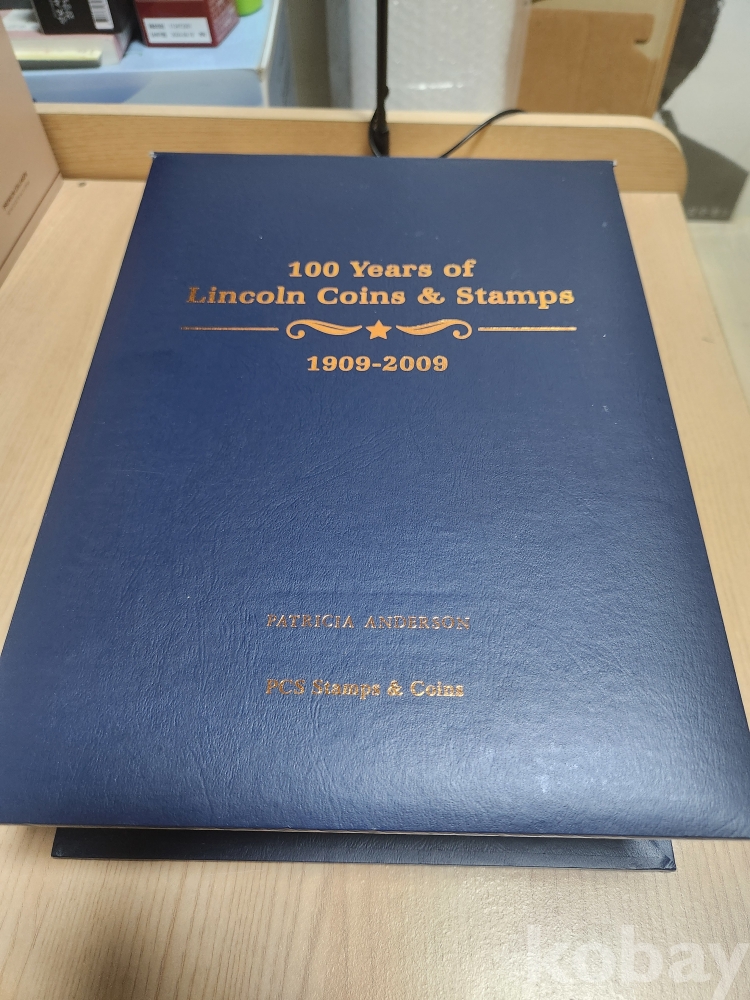 100 Years of
Lincoln Coins & Stamps
1909-2009
PATRICIA ANDERSON
PCS Stamps & Coins
kobay